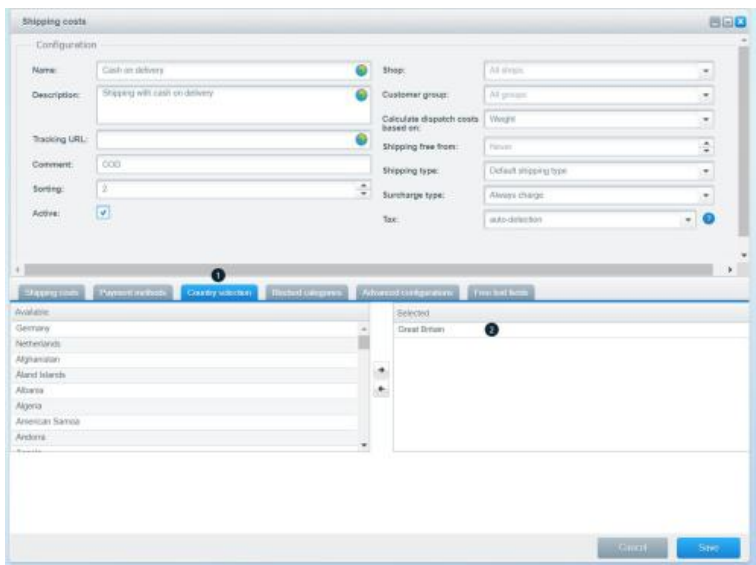 Shipping costs
Configuration
Name:
Cash on delivery
Description:
Shipping with cash on delivery
Tracking URL:
Comment:
COD
Sorting:
2
Active:
Shop:
All shops
Customer group:
All groups
Calculate dispatch costs
based on:
Weight
Shipping free from:
Never
Shipping type:
Default shipping type
Surcharge type:
Always charge
Tax:
auto-detection
?
1
Shipping costs
Payment methods
Country selection
Blocked categories
Advanced configurations
Free text fields
Available
Germany
Netherlands
Afghanistan
Aland Islands
Albania
Algeria
American Samoa
Andorra
Selected
Great Britain
2
Cancel
Save